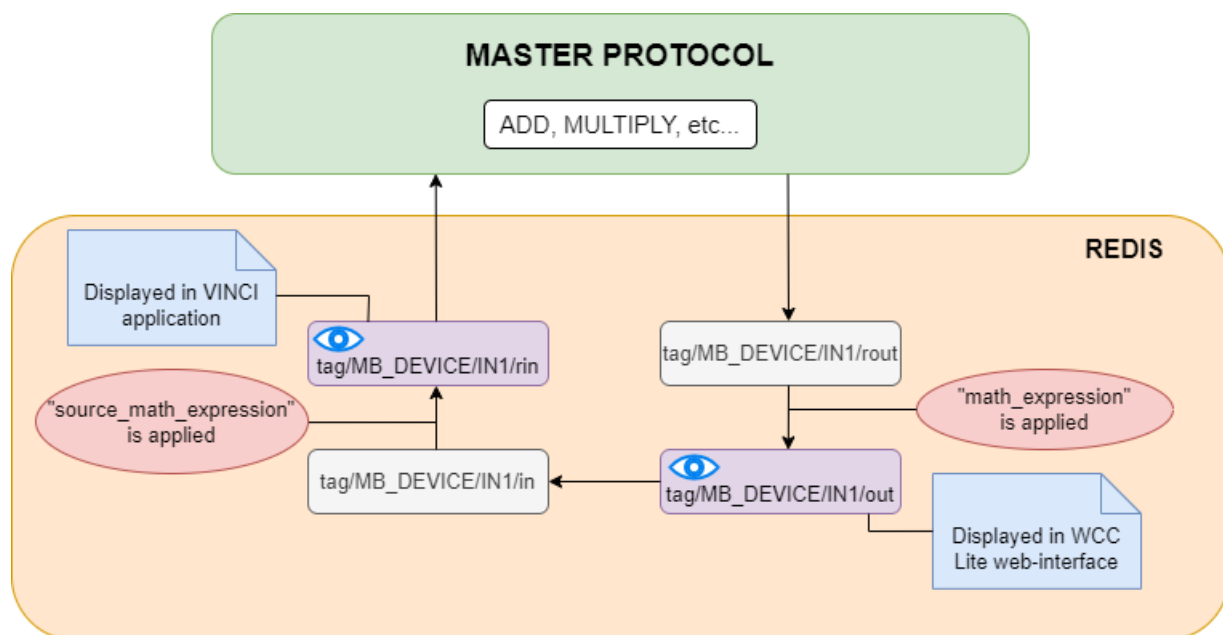 MASTER PROTOCOL
ADD, MULTIPLY, etc...
REDIS
Displayed in VINCI
application
tag/MB_DEVICE/IN1/rin
tag/MB_DEVICE/IN1/rout
"source_math_expression"
is applied
"math_expression"
is applied
tag/MB_DEVICE/IN1/in
tag/MB_DEVICE/IN1/out
Displayed in WCC
Lite web-interface